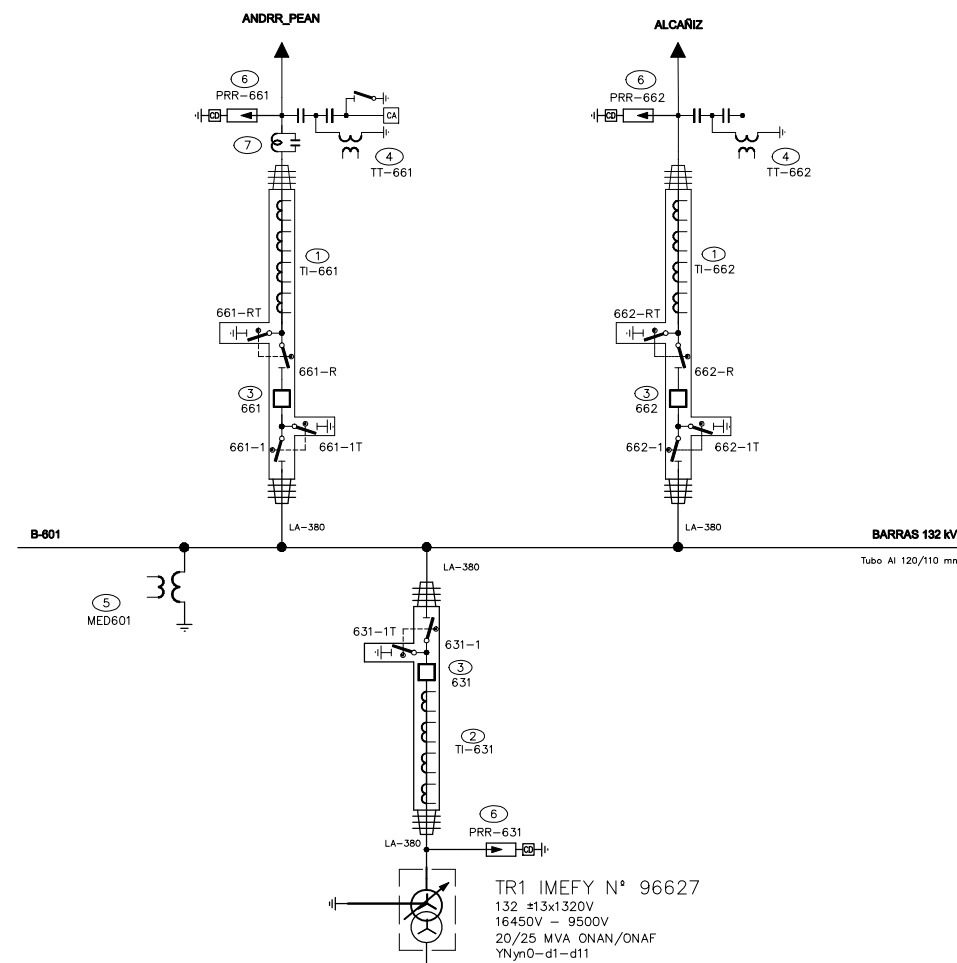 ANDRR_PEAN
ALCAÑIZ
6
PRR-661
CD
CA
7
4
TT-661
6
PRR-662
CD
4
TT-662
1
TI-661
1
TI-662
661-RT
661-R
3
661
661-1
661-1T
662-RT
662-R
3
662
662-1
662-1T
LA-380
LA-380
B-601
BARRAS 132 kV
Tubo Al 120/110 mm
LA-380
5
MED601
631-1T
631-1
3
631
2
TI-631
6
PRR-631
CD
LA-380
TR1 IMEFY Nº 96627
132 ±13x1320V
16450V - 9500V
20/25 MVA ONAN/ONAF
YNyn0-d1-d11